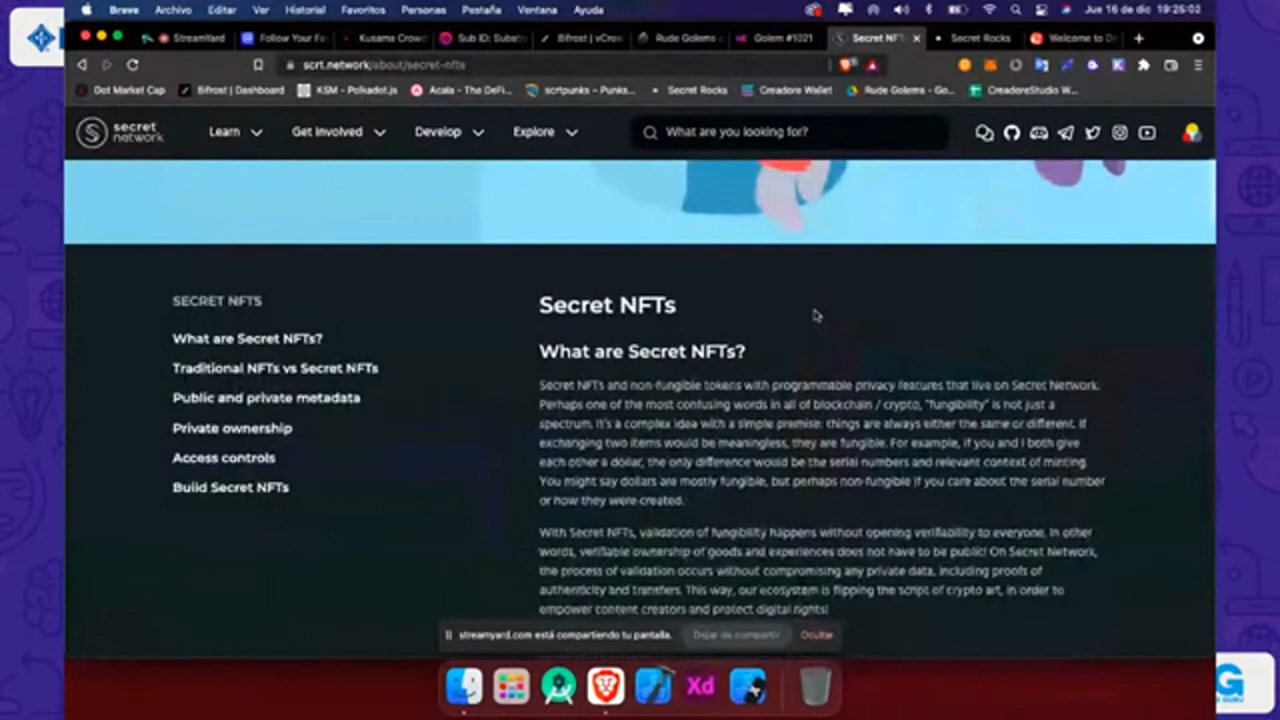 Breve Archivo Editar Ver Historial Favoritos Personas Pestaña Ventana Ayuda Jue 16 de dic 19:25:02
StreamYard Follow Your Fu Kusama Crow Sub ID: Subst Bifrost | vCro Rude Golems Golem #1021 Secret NFT Secret Rocks Welcome to D
scrt.network/about/secret-nfts
Dot Market Cap Bifrost | Dashboard KSM - Polkadot.js Acala - The DeFi... scrtpunks – Punks... Secret Rocks Creadore Wallet Rude Golems - Go... CreadoreStudio W...
secret network
Learn Get Involved Develop Explore What are you looking for?
SECRET NFTS
What are Secret NFTs?
Traditional NFTs vs Secret NFTs
Public and private metadata
Private ownership
Access controls
Build Secret NFTs
Secret NFTs
What are Secret NFTs?
Secret NFTs and non-fungible tokens with programmable privacy features that live on Secret Network.
Perhaps one of the most confusing words in all of blockchain / crypto, "fungibility" is not just a
spectrum. It's a complex idea with a simple premise: things are always either the same or different. If
exchanging two items would be meaningless, they are fungible. For example, if you and I both give
each other a dollar, the only difference would be the serial numbers and relevant context of minting.
You might say dollars are mostly fungible, but perhaps non-fungible if you care about the serial number
or how they were created.
With Secret NFTs, validation of fungibility happens without opening verifiability to everyone. In other
words, verifiable ownership of goods and experiences does not have to be public! On Secret Network,
the process of validation occurs without compromising any private data, including proofs of
authenticity and transfers. This way, our ecosystem is flipping the script of crypto art, in order to
empower content creators and protect digital rights!
streamyard.com está compartiendo tu pantalla. Dejar de compartir Ocultar
Xd
G